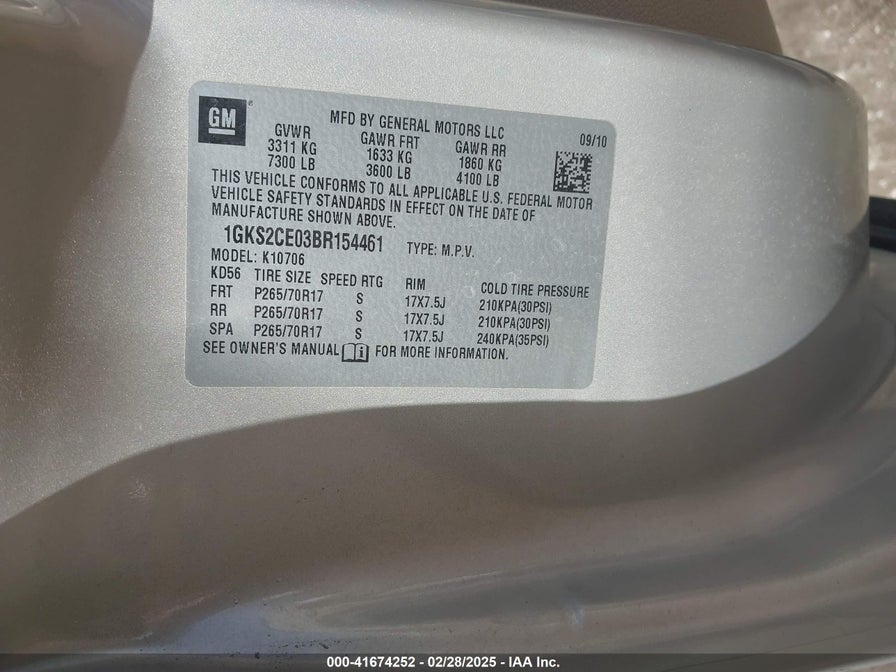 GM®
MFD BY GENERAL MOTORS LLC 09/10
GVWR GAWR FRT GAWR RR
3311 KG 1633 KG 1860 KG
7300 LB 3600 LB 4100 LB
THIS VEHICLE CONFORMS TO ALL APPLICABLE U.S. FEDERAL MOTOR
VEHICLE SAFETY STANDARDS IN EFFECT ON THE DATE OF
MANUFACTURE SHOWN ABOVE.
1GKS2CE03BR154461 TYPE: M.P.V.
MODEL: K10706
KD56 TIRE SIZE SPEED RTG RIM COLD TIRE PRESSURE
FRT P265/70R17 S 17X7.5J 210KPA(30PSI)
RR P265/70R17 S 17X7.5J 210KPA(30PSI)
SPA P265/70R17 S 17X7.5J 240KPA(35PSI)
SEE OWNER'S MANUAL i FOR MORE INFORMATION.
000-41674252 - 02/28/2025 - IAA Inc.